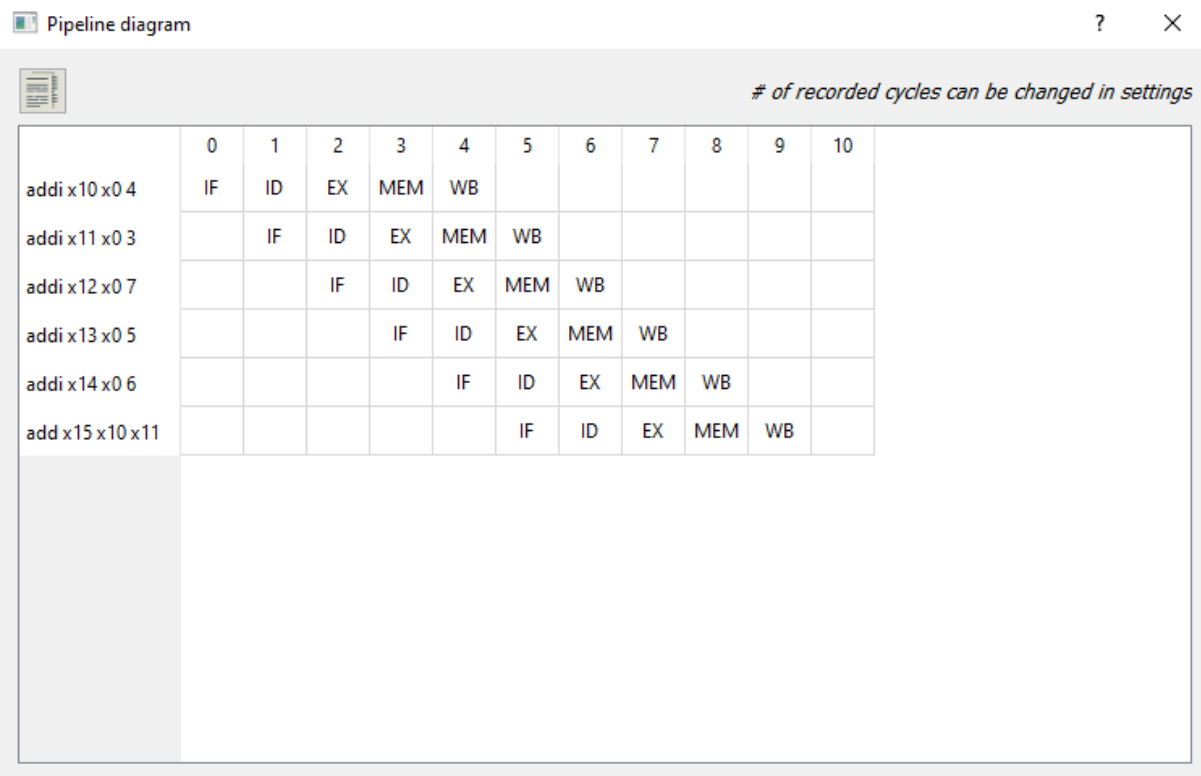 Pipeline diagram ?
# of recorded cycles can be changed in settings
0 1 2 3 4 5 6 7 8 9 10
addi x10 x0 4 IF ID EX MEM WB
addi x11 x0 3 IF ID EX MEM WB
addi x12 x0 7 IF ID EX MEM WB
addi x13 x0 5 IF ID EX MEM WB
addi x14 x0 6 IF ID EX MEM WB
add x15 x10 x11 IF ID EX MEM WB